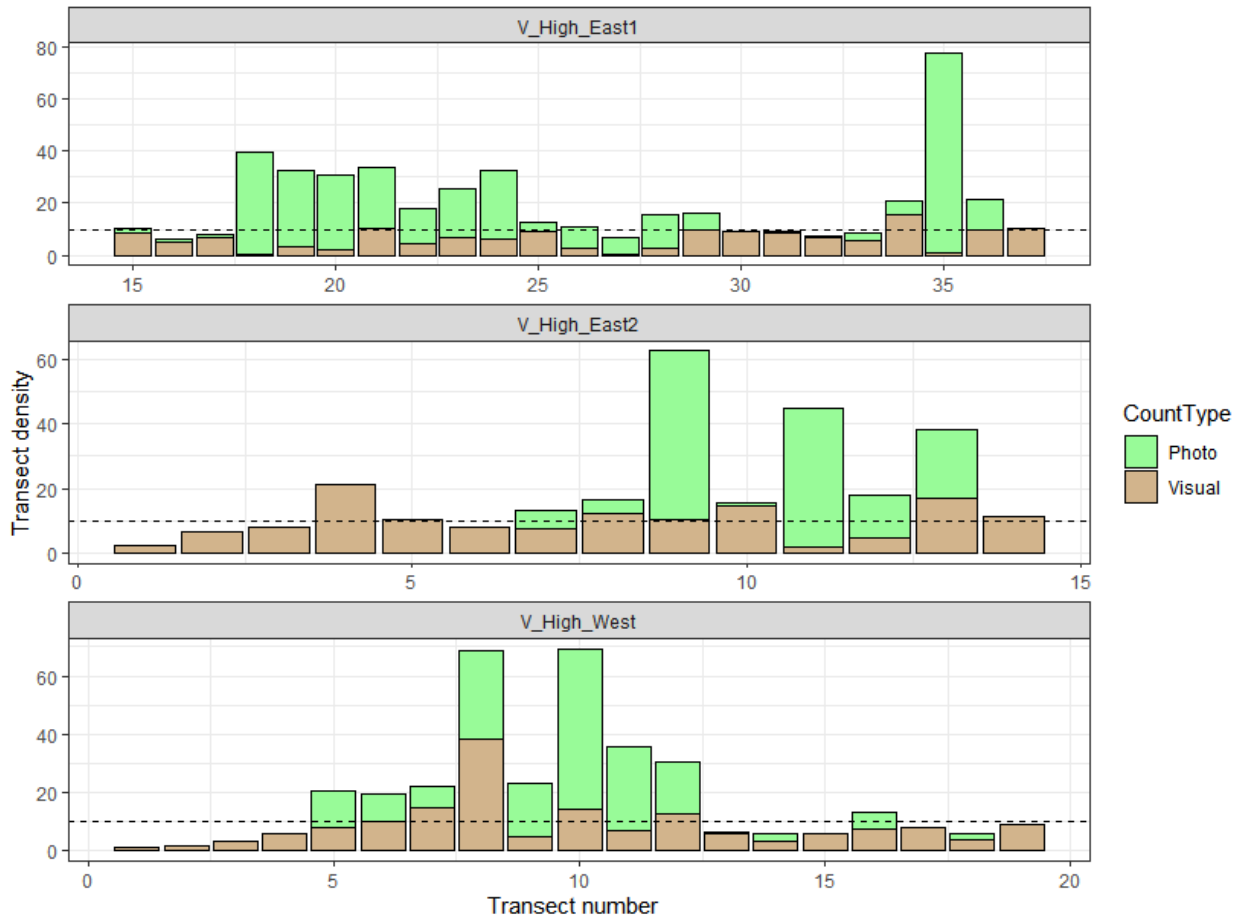 V_High_East1
80
60
40
20
0
15 20 25 30 35
V_High_East2
60
40
20
0
0 5 10 15
V_High_West
60
40
20
0
0 5 10 15 20
Transect density
Transect number
CountType
Photo
Visual